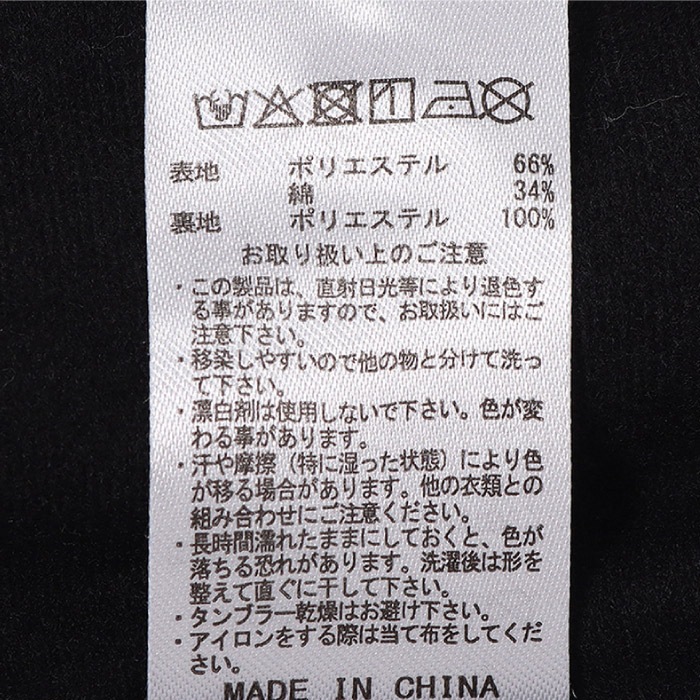 表地 ポリエステル 66%
綿 34%
裏地 ポリエステル 100%
お取り扱い上のご注意
・この製品は、直射日光等により退色す
る事がありますので、お取扱いにはご
注意下さい。
・移染しやすいので他の物と分けて洗っ
て下さい。
・漂白剤は使用しないで下さい。色が変
わる事があります。
・汗や摩擦（特に湿った状態）により色
が移る場合があります。他の衣類との
組み合わせにご注意ください。
・長時間濡れたままにしておくと、色が
落ちる恐れがあります。洗濯後は形を
整えて直ぐに干して下さい。
・タンブラー乾燥はお避け下さい。
・アイロンをする際は当て布をしてくだ
さい。
MADE IN CHINA